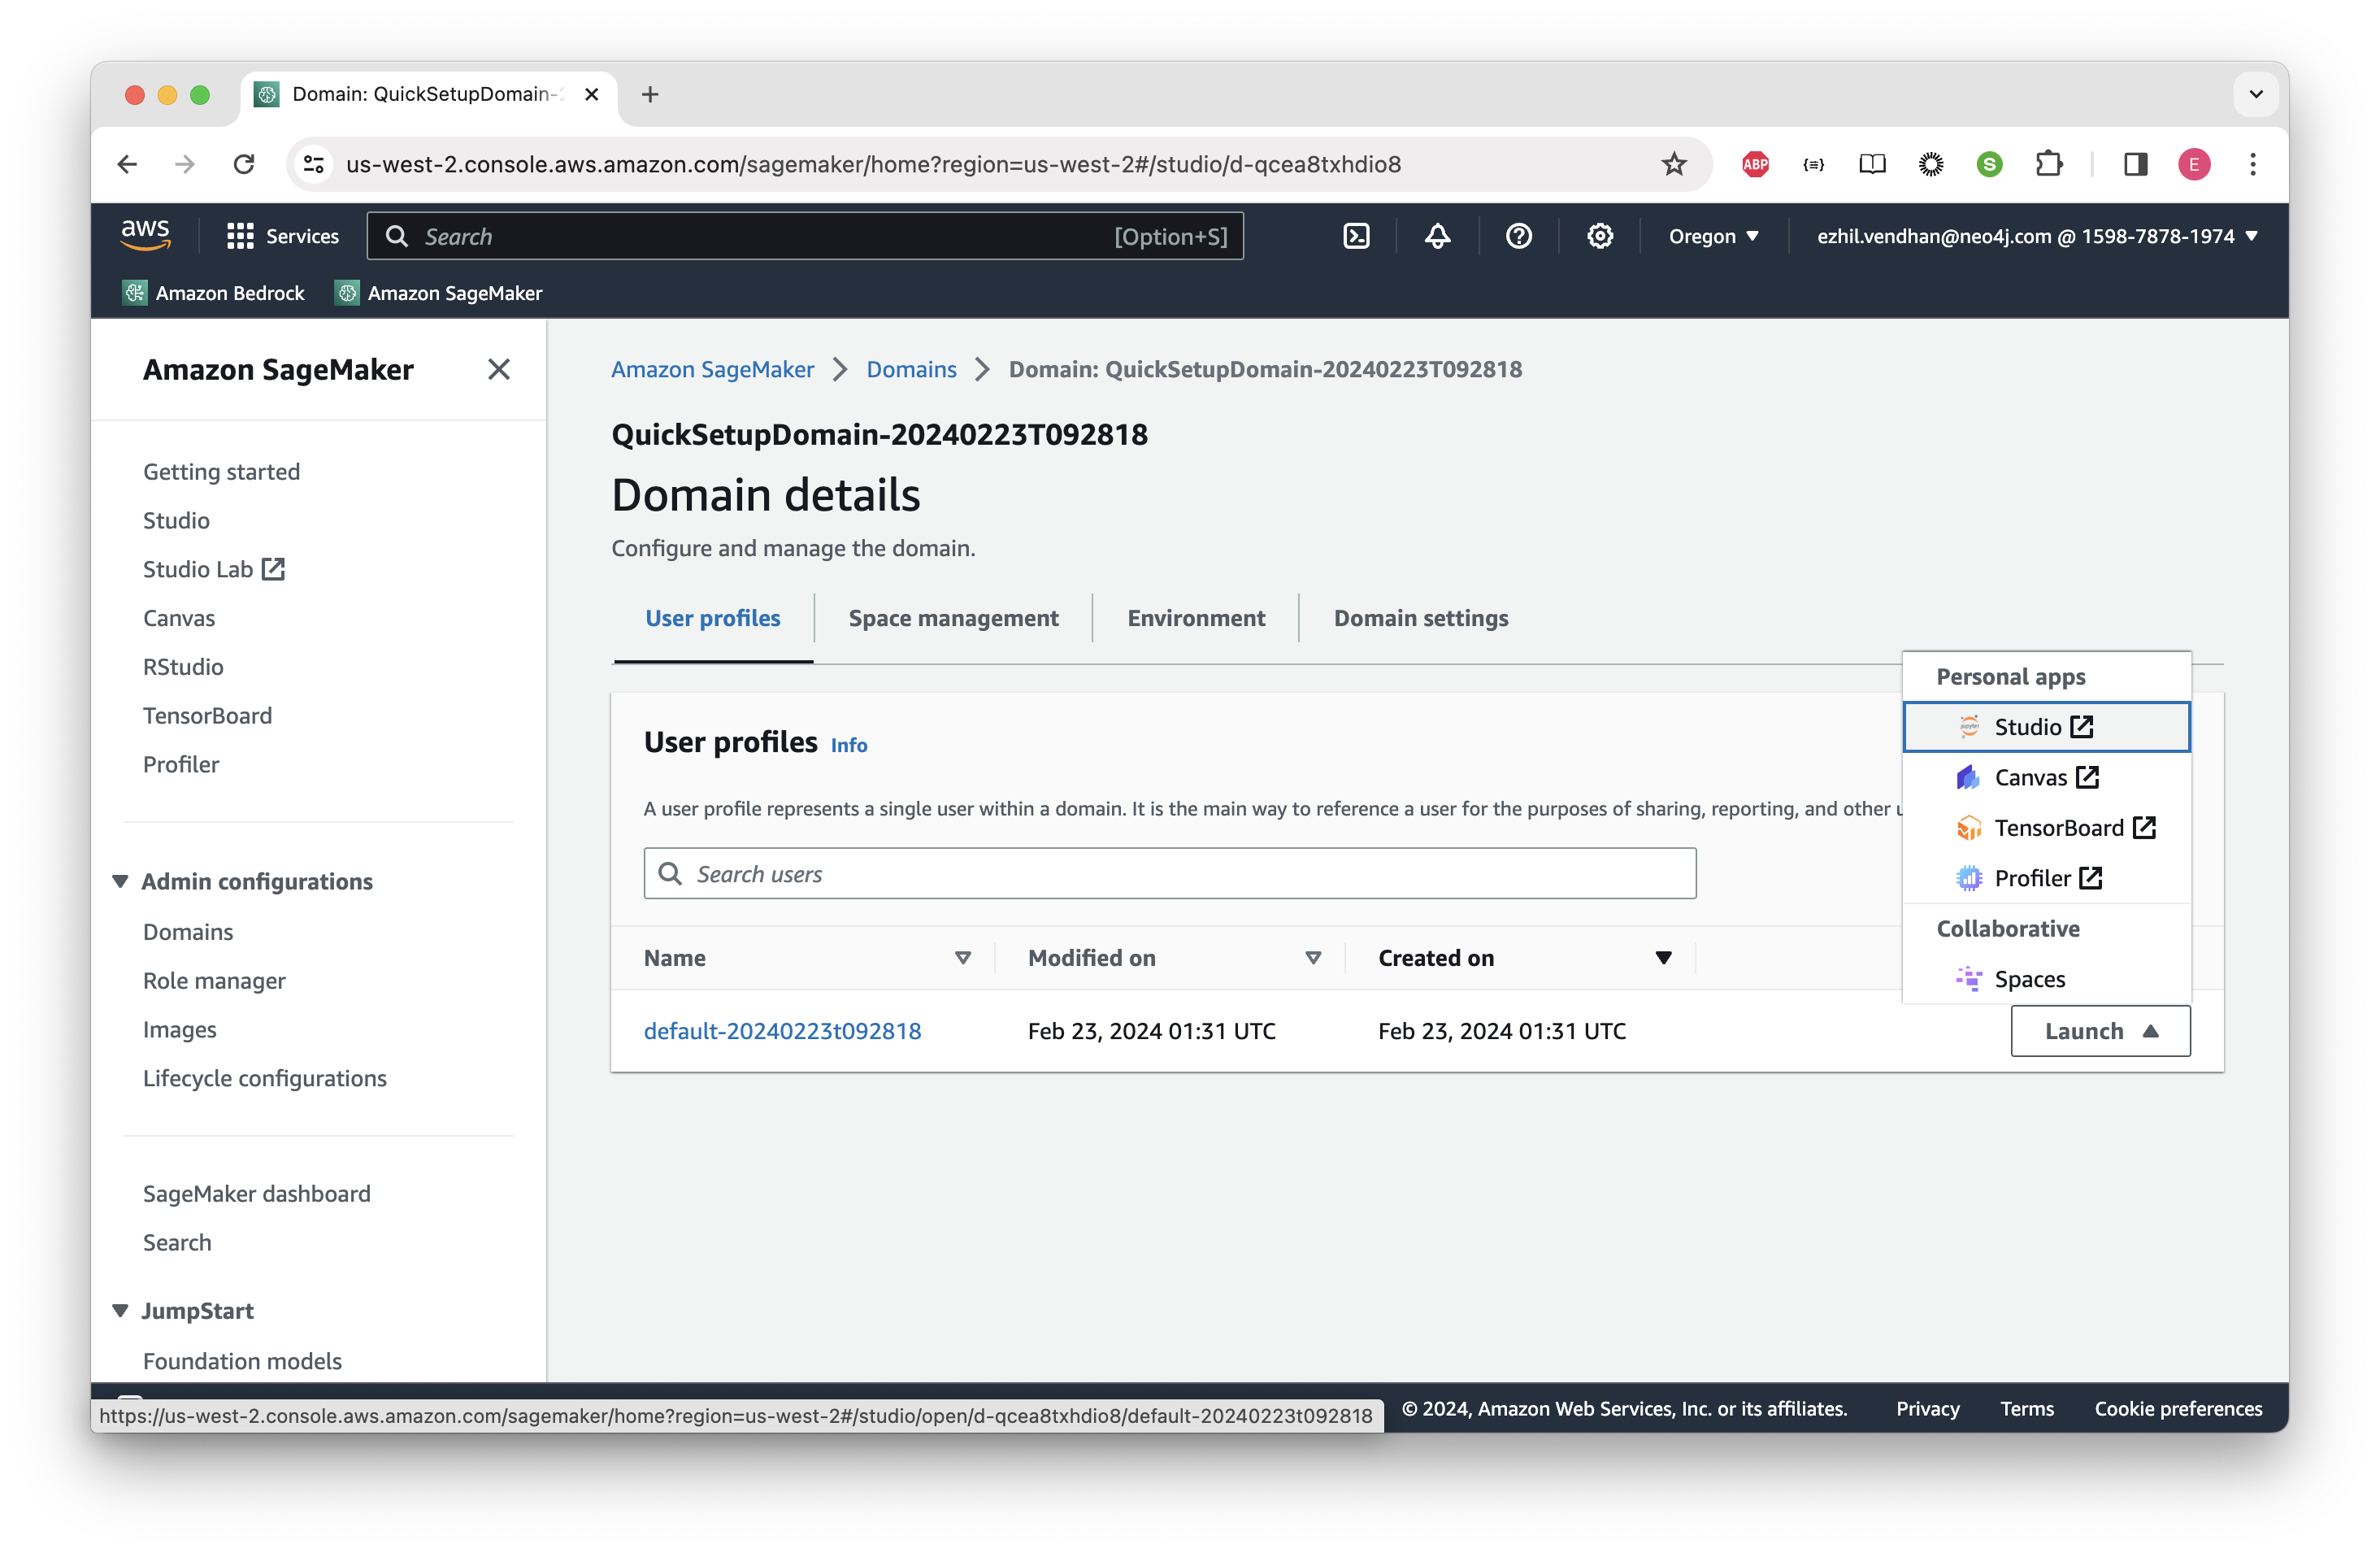 Domain: QuickSetupDomain-
us-west-2.console.aws.amazon.com/sagemaker/home?region=us-west-2#/studio/d-qcea8txhdio8
ABP
S
E
aws
Services
Search
[Option+S]
Oregon
ezhil.vendhan@neo4j.com @ 1598-7878-1974
Amazon Bedrock
Amazon SageMaker
Amazon SageMaker
Getting started
Studio
Studio Lab
Canvas
RStudio
TensorBoard
Profiler
Admin configurations
Domains
Role manager
Images
Lifecycle configurations
SageMaker dashboard
Search
JumpStart
Foundation models
Amazon SageMaker
Domains
Domain: QuickSetupDomain-20240223T092818
QuickSetupDomain-20240223T092818
Domain details
Configure and manage the domain.
User profiles
Space management
Environment
Domain settings
User profiles Info
A user profile represents a single user within a domain. It is the main way to reference a user for the purposes of sharing, reporting, and other
Search users
Name
Modified on
Created on
default-20240223t092818
Feb 23, 2024 01:31 UTC
Feb 23, 2024 01:31 UTC
Personal apps
Studio
Canvas
TensorBoard
Profiler
Collaborative
Spaces
Launch
https://us-west-2.console.aws.amazon.com/sagemaker/home?region=us-west-2#/studio/open/d-qcea8txhdio8/default-20240223t092818
© 2024, Amazon Web Services, Inc. or its affiliates.
Privacy
Terms
Cookie preferences